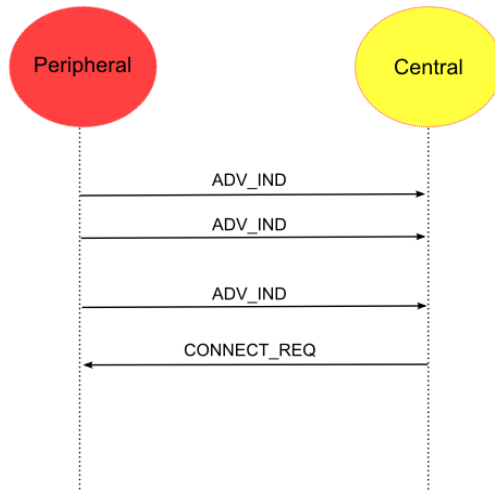 Peripheral
Central
ADV_IND
ADV_IND
ADV_IND
CONNECT_REQ